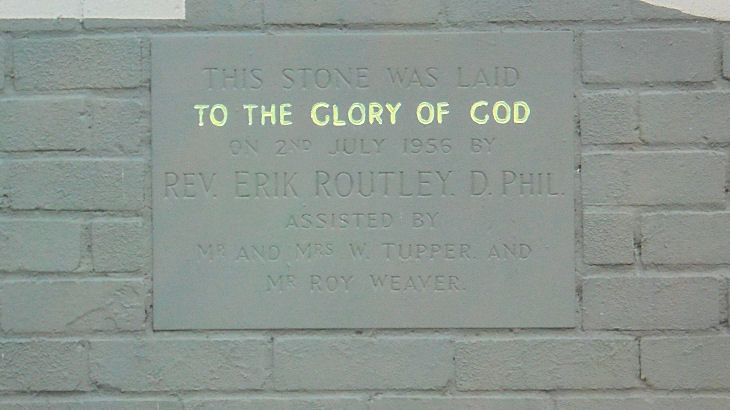 THIS STONE WAS LAID
TO THE GLORY OF GOD
ON 2ND JULY 1956 BY
REV. ERIK ROUTLEY. D. PHIL.
ASSISTED BY
MR AND MRS W. TUPPER. AND
MR ROY WEAVER.